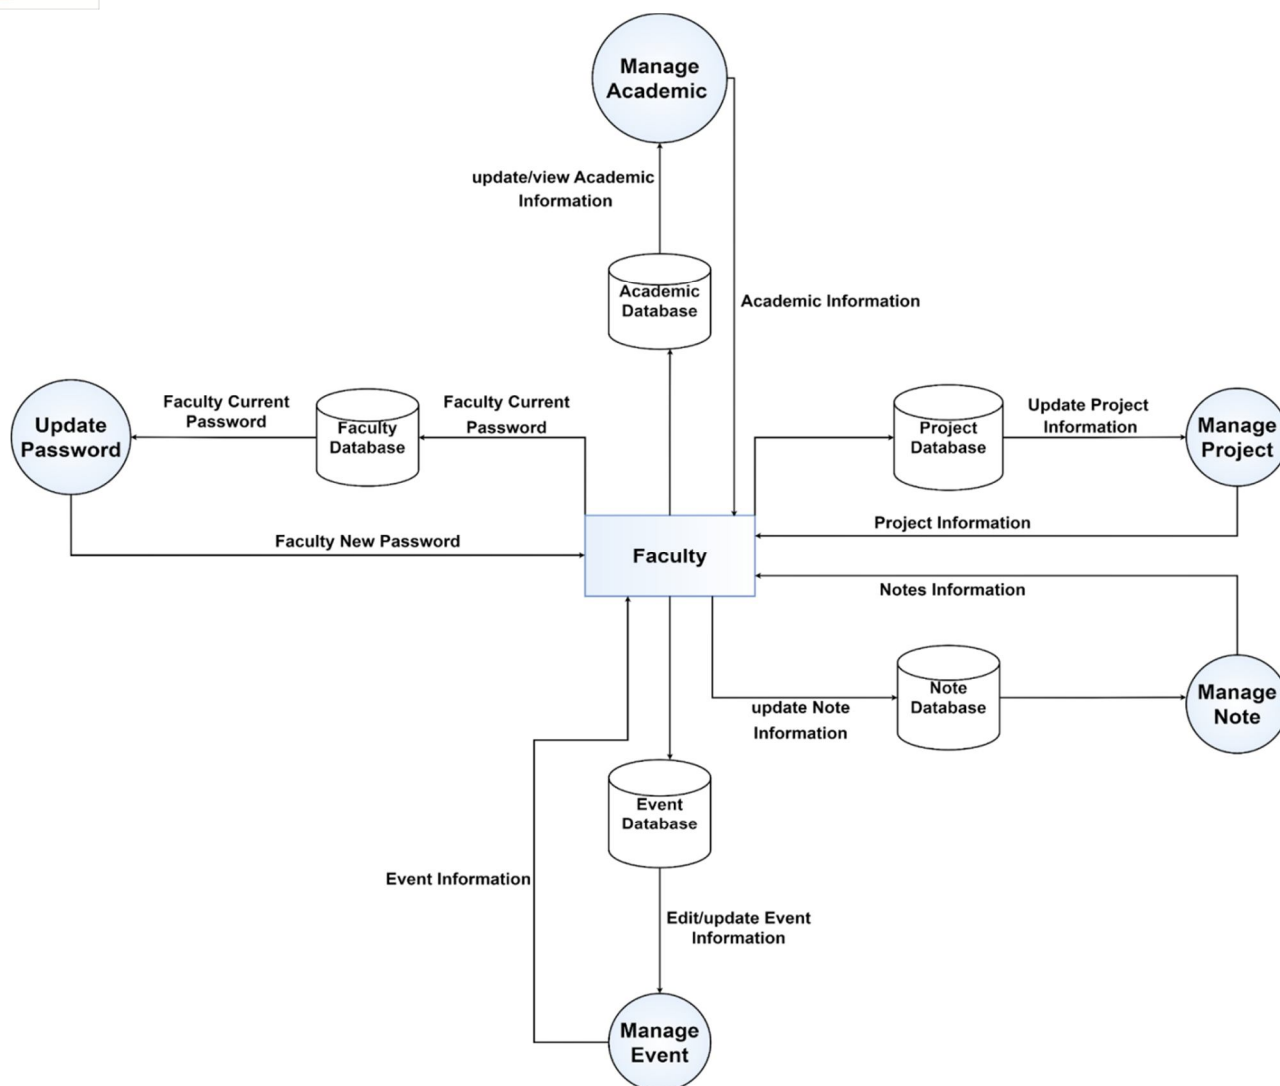 Manage
Academic
update/view Academic
Information
Academic
Database
Academic Information
Update
Password
Faculty Current
Password
Faculty
Database
Faculty Current
Password
Project
Database
Update Project
Information
Manage
Project
Faculty New Password
Faculty
Project Information
Notes Information
update Note
Information
Note
Database
Manage
Note
Event
Database
Event Information
Edit/update Event
Information
Manage
Event